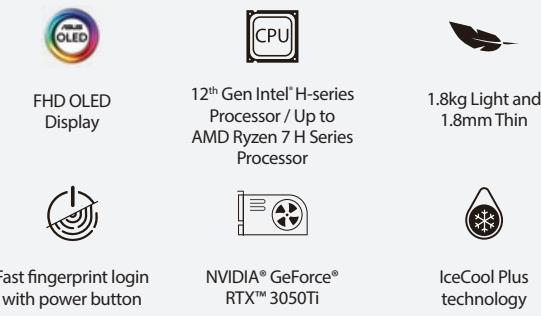 ASUS
OLED
CPU
FHD OLED
Display
12th Gen Intel® H-series
Processor / Up to
AMD Ryzen 7 H Series
Processor
1.8kg Light and
1.8mm Thin
Fast fingerprint login
with power button
NVIDIA® GeForce®
RTX™ 3050Ti
IceCool Plus
technology